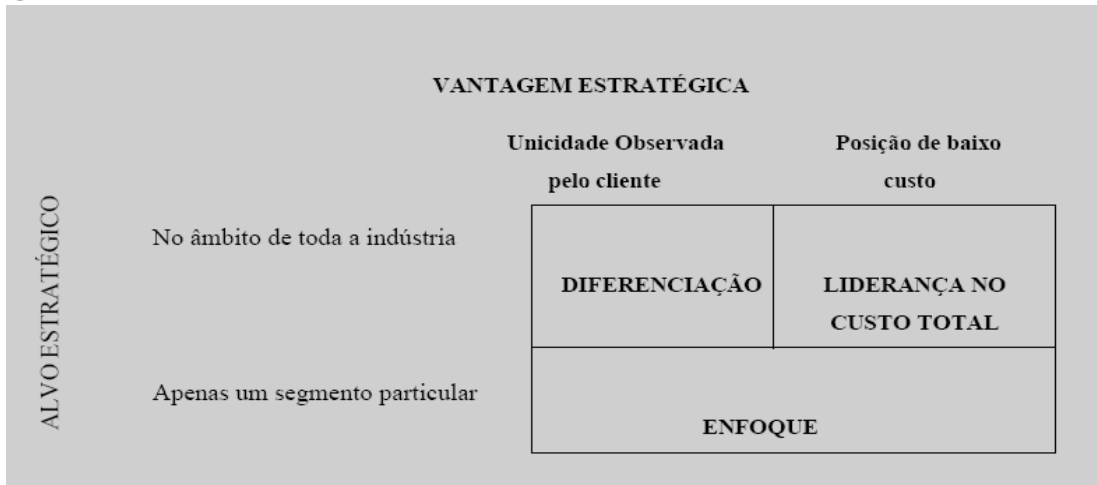 VANTAGEM ESTRATÉGICA
Unicidade Observada
pelo cliente
Posição de baixo
custo
ALVO ESTRATÉGICO
No âmbito de toda a indústria
DIFERENCIAÇÃO
LIDERANÇA NO
CUSTO TOTAL
Apenas um segmento particular
ENFOQUE